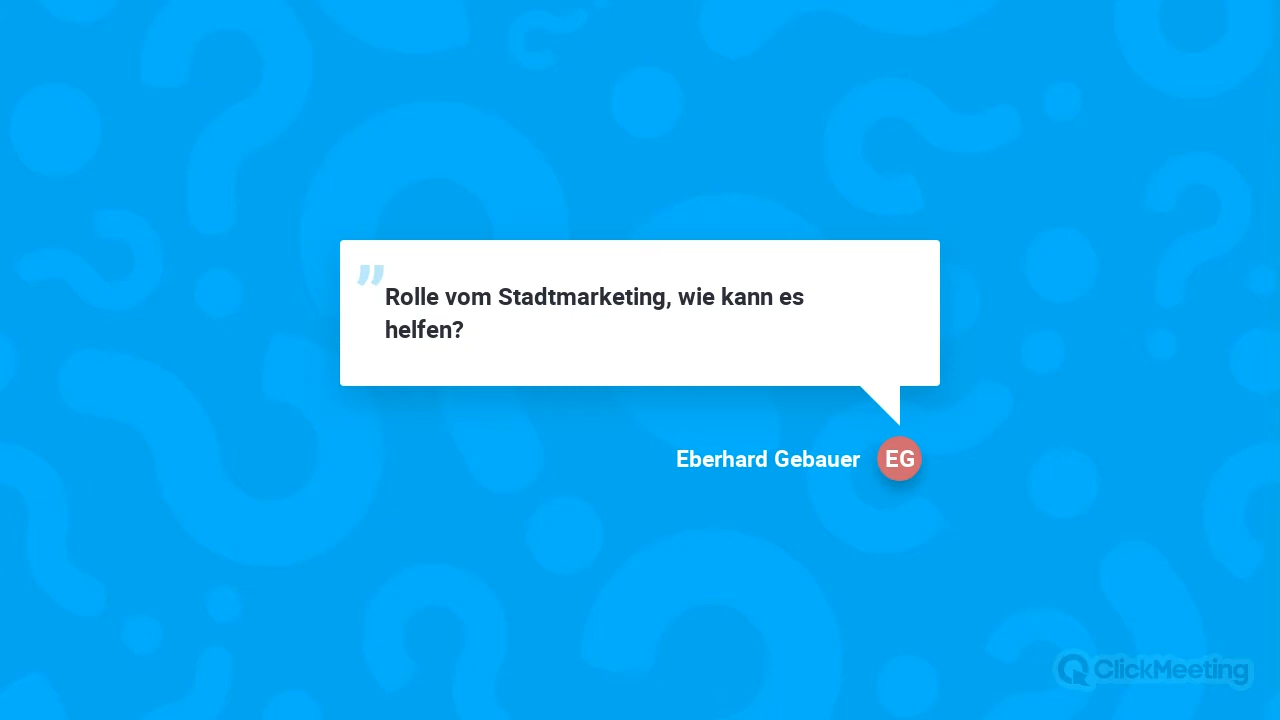 Rolle vom Stadtmarketing, wie kann es
helfen?
Eberhard Gebauer
EG
ClickMeeting